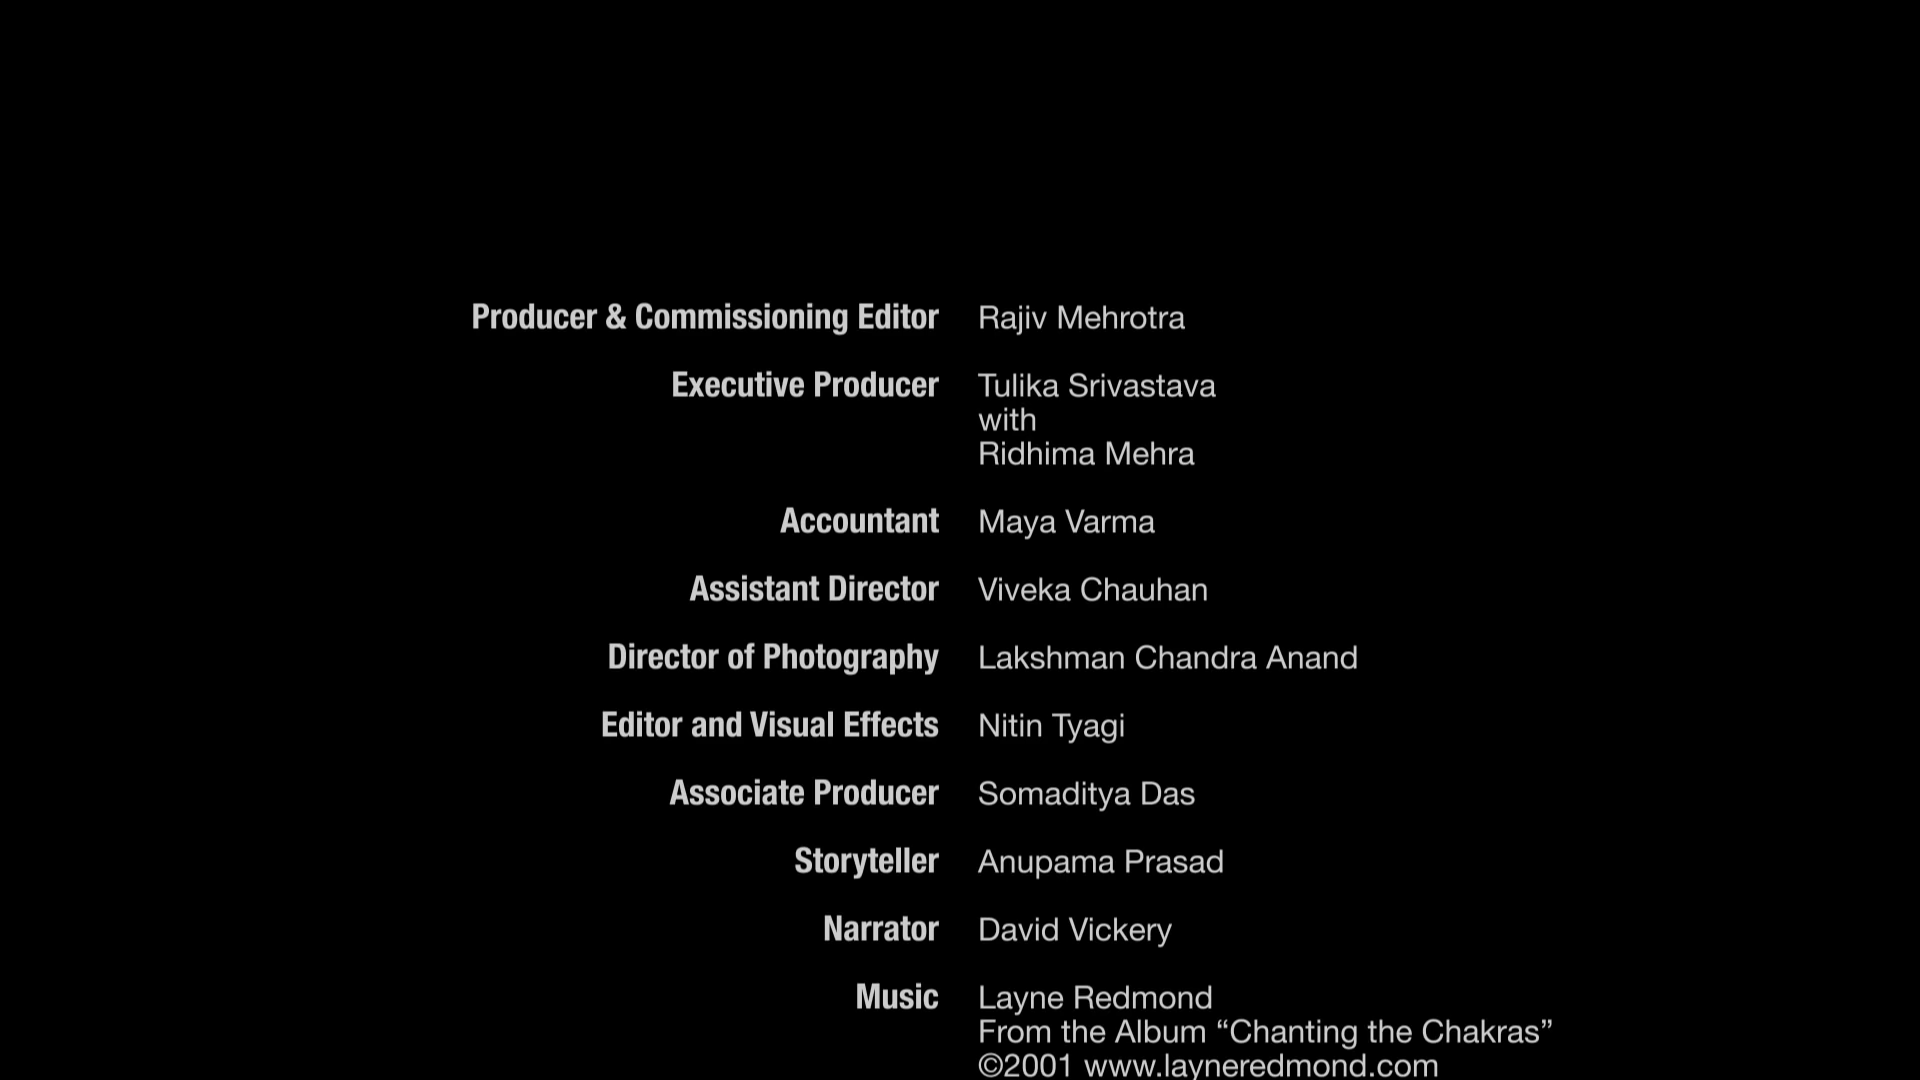 Producer & Commissioning Editor Rajiv Mehrotra
Executive Producer Tulika Srivastava
with
Ridhima Mehra
Accountant Maya Varma
Assistant Director Viveka Chauhan
Director of Photography Lakshman Chandra Anand
Editor and Visual Effects Nitin Tyagi
Associate Producer Somaditya Das
Storyteller Anupama Prasad
Narrator David Vickery
Music Layne Redmond
From the Album “Chanting the Chakras”
©2001 www.layneredmond.com